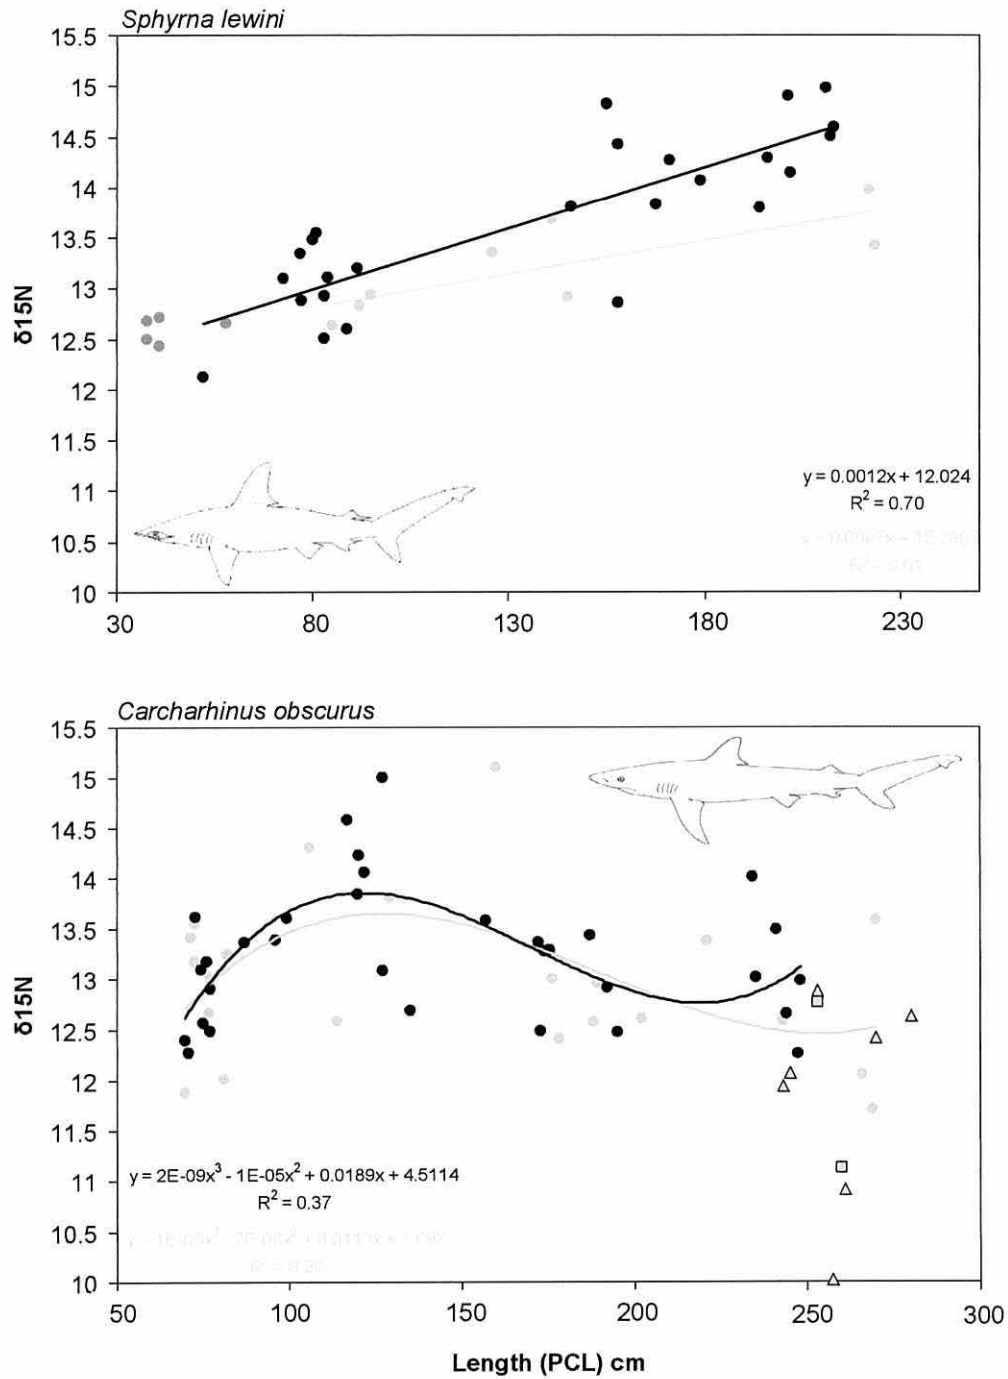 Sphyrna lewini
15.5
15
14.5
14
13.5
13
12.5
12
11.5
11
10.5
10
δ15N
y = 0.0012x + 12.024
R² = 0.70
30 80 130 180 230
Carcharhinus obscurus
15.5
15
14.5
14
13.5
13
12.5
12
11.5
11
10.5
10
δ15N
y = 2E-09x³ - 1E-05x² + 0.0189x + 4.5114
R² = 0.37
50 100 150 200 250 300
Length (PCL) cm